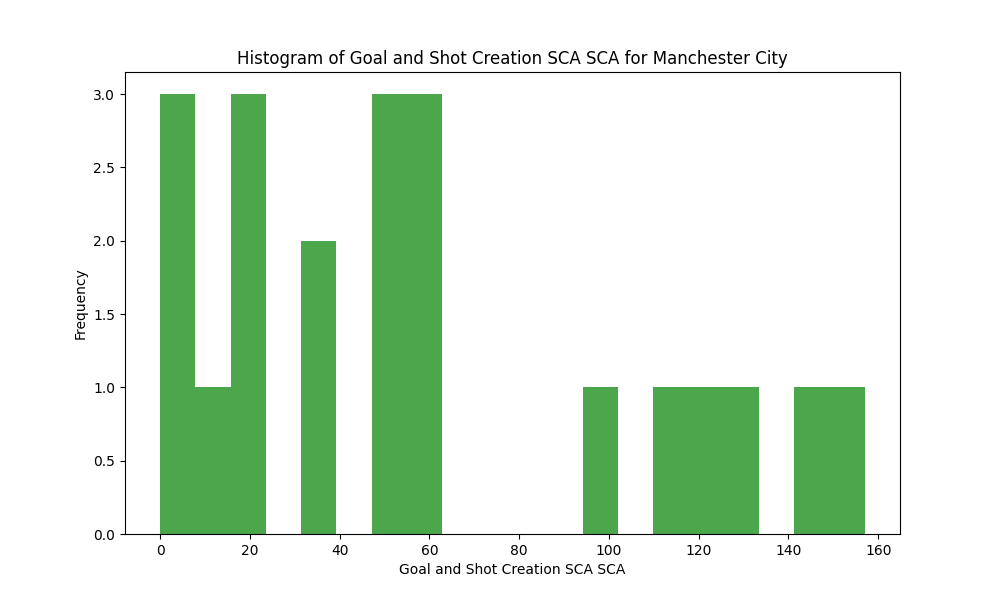 Histogram of Goal and Shot Creation SCA SCA for Manchester City
3.0
2.5
2.0
1.5
1.0
0.5
0.0
Frequency
0 20 40 60 80 100 120 140 160
Goal and Shot Creation SCA SCA